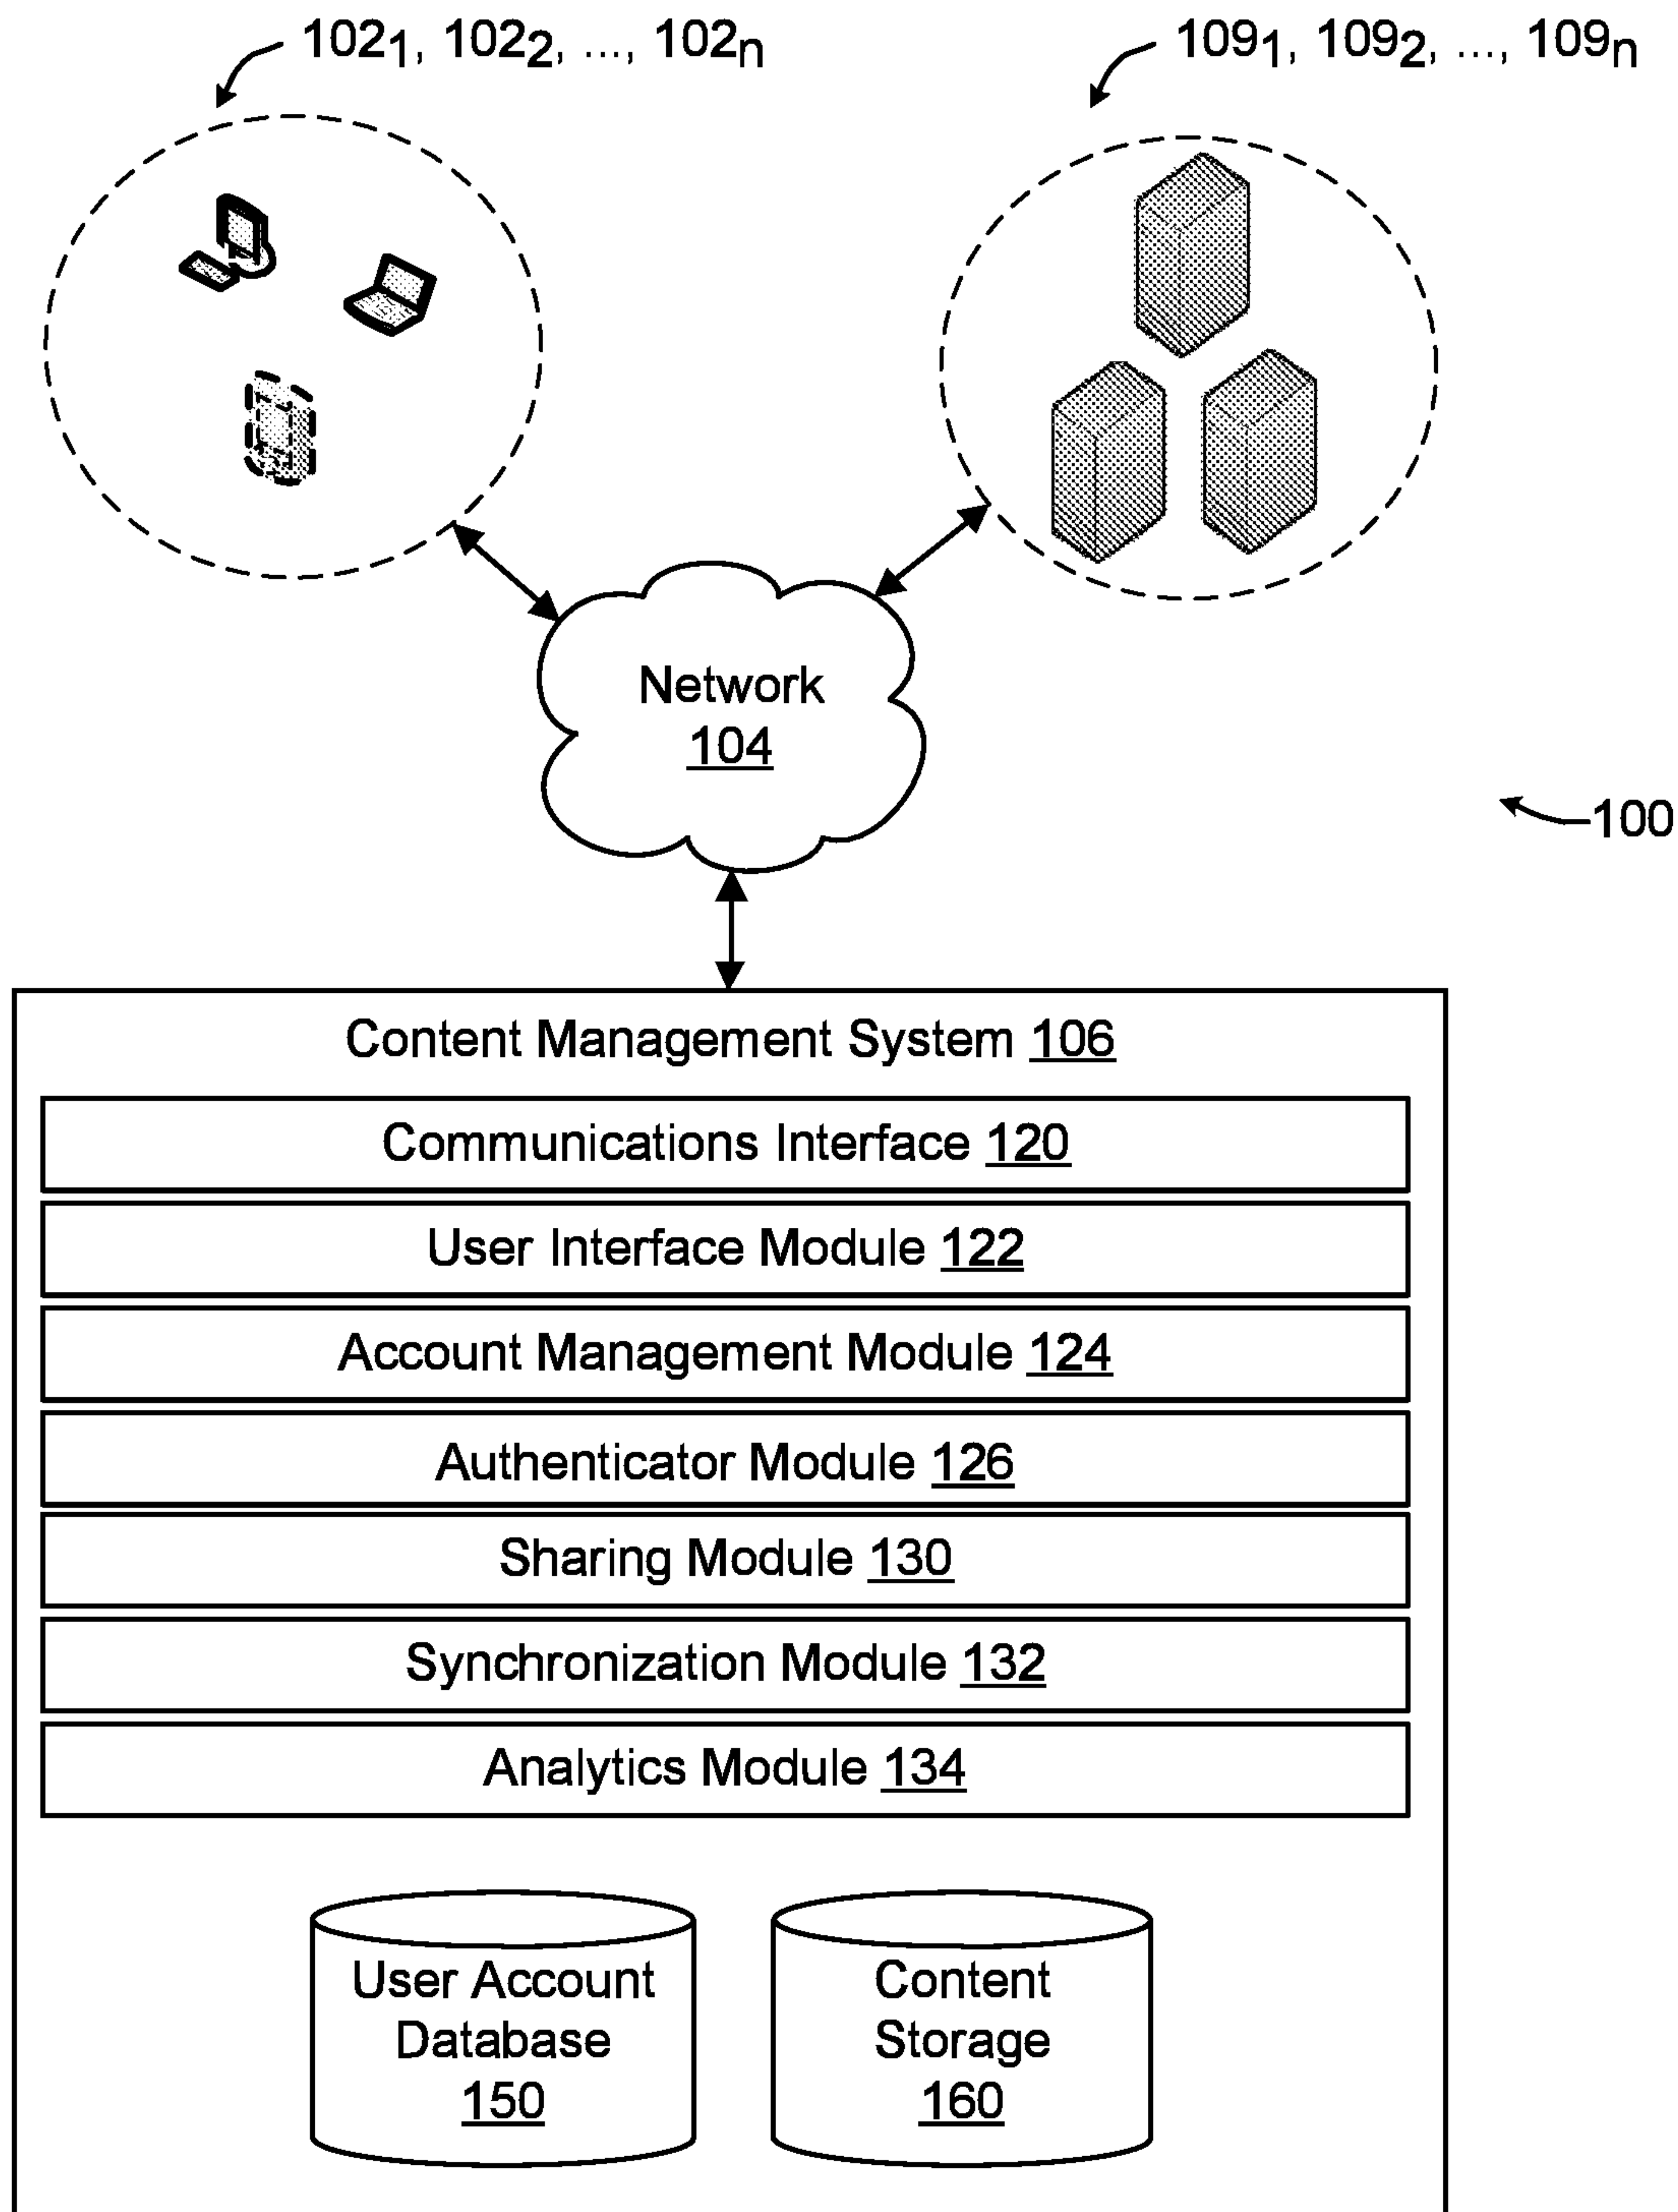 102₁, 102₂, ..., 102ₙ
109₁, 109₂, ..., 109ₙ
Network
104
100
Content Management System 106
Communications Interface 120
User Interface Module 122
Account Management Module 124
Authenticator Module 126
Sharing Module 130
Synchronization Module 132
Analytics Module 134
User Account
Database
150
Content
Storage
160